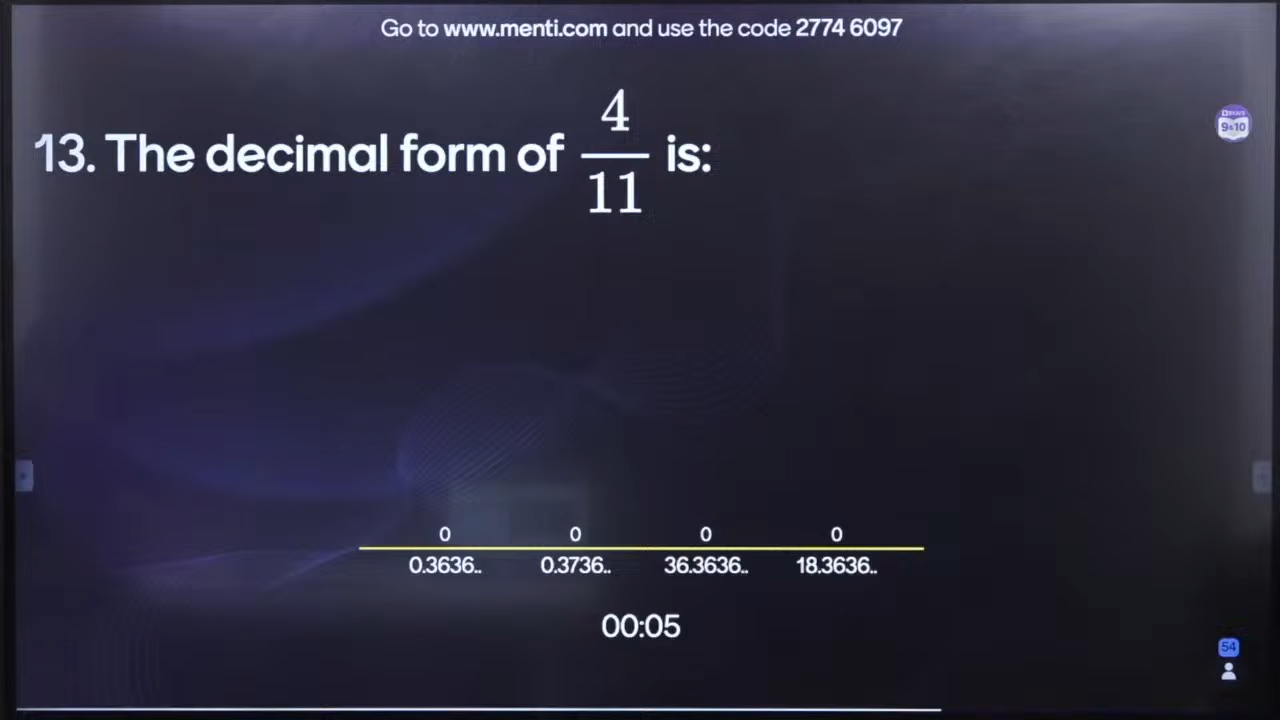 Go to www.menti.com and use the code 2774 6097
13. The decimal form of 4/11 is:
9&10
0 0 0 0
0.3636.. 0.3736.. 36.3636.. 18.3636..
00:05
54